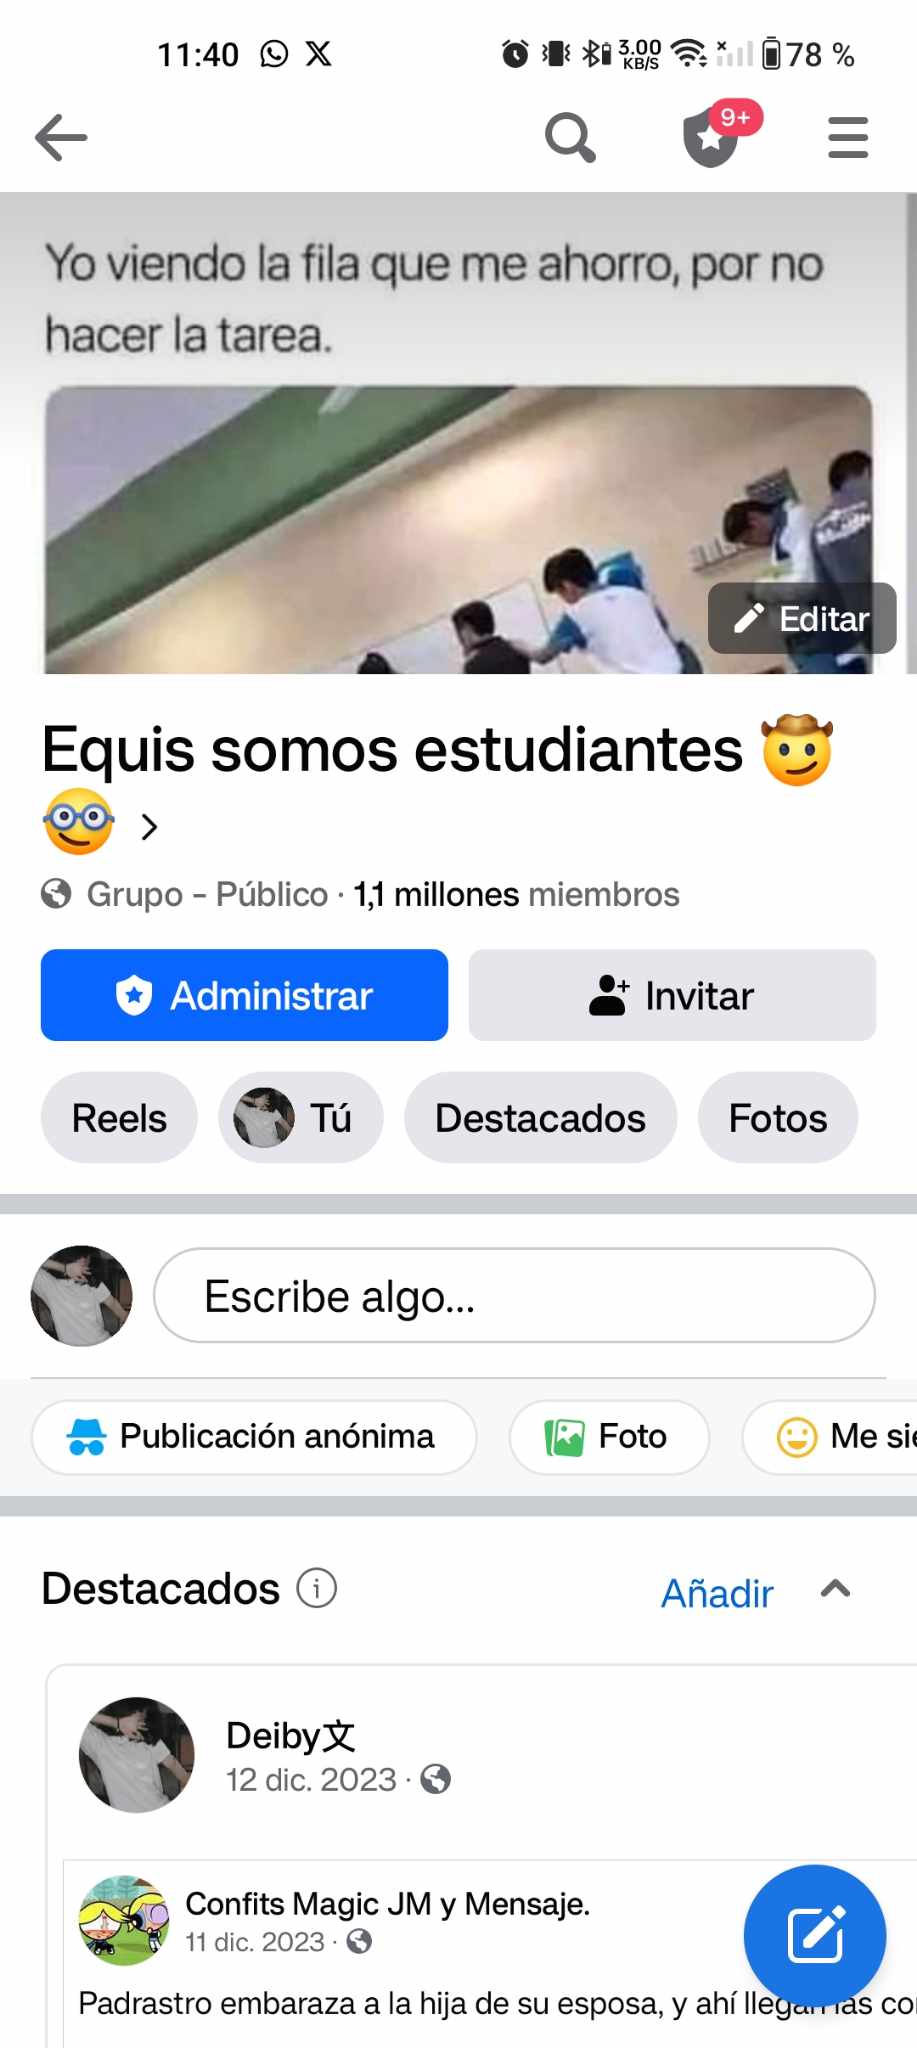 11:40
3.00
KB/S
78 %
9+
Yo viendo la fila que me ahorro, por no
hacer la tarea.
Editar
Equis somos estudiantes 🤠
🤓 >
Grupo – Público · 1,1 millones miembros
Administrar
Invitar
Reels
Tú
Destacados
Fotos
Escribe algo...
Publicación anónima
Foto
Me sie
Destacados
Añadir
Deiby文
12 dic. 2023 ·
Confits Magic JM y Mensaje.
11 dic. 2023 ·
Padrastro embaraza a la hija de su esposa, y ahí llegan las co